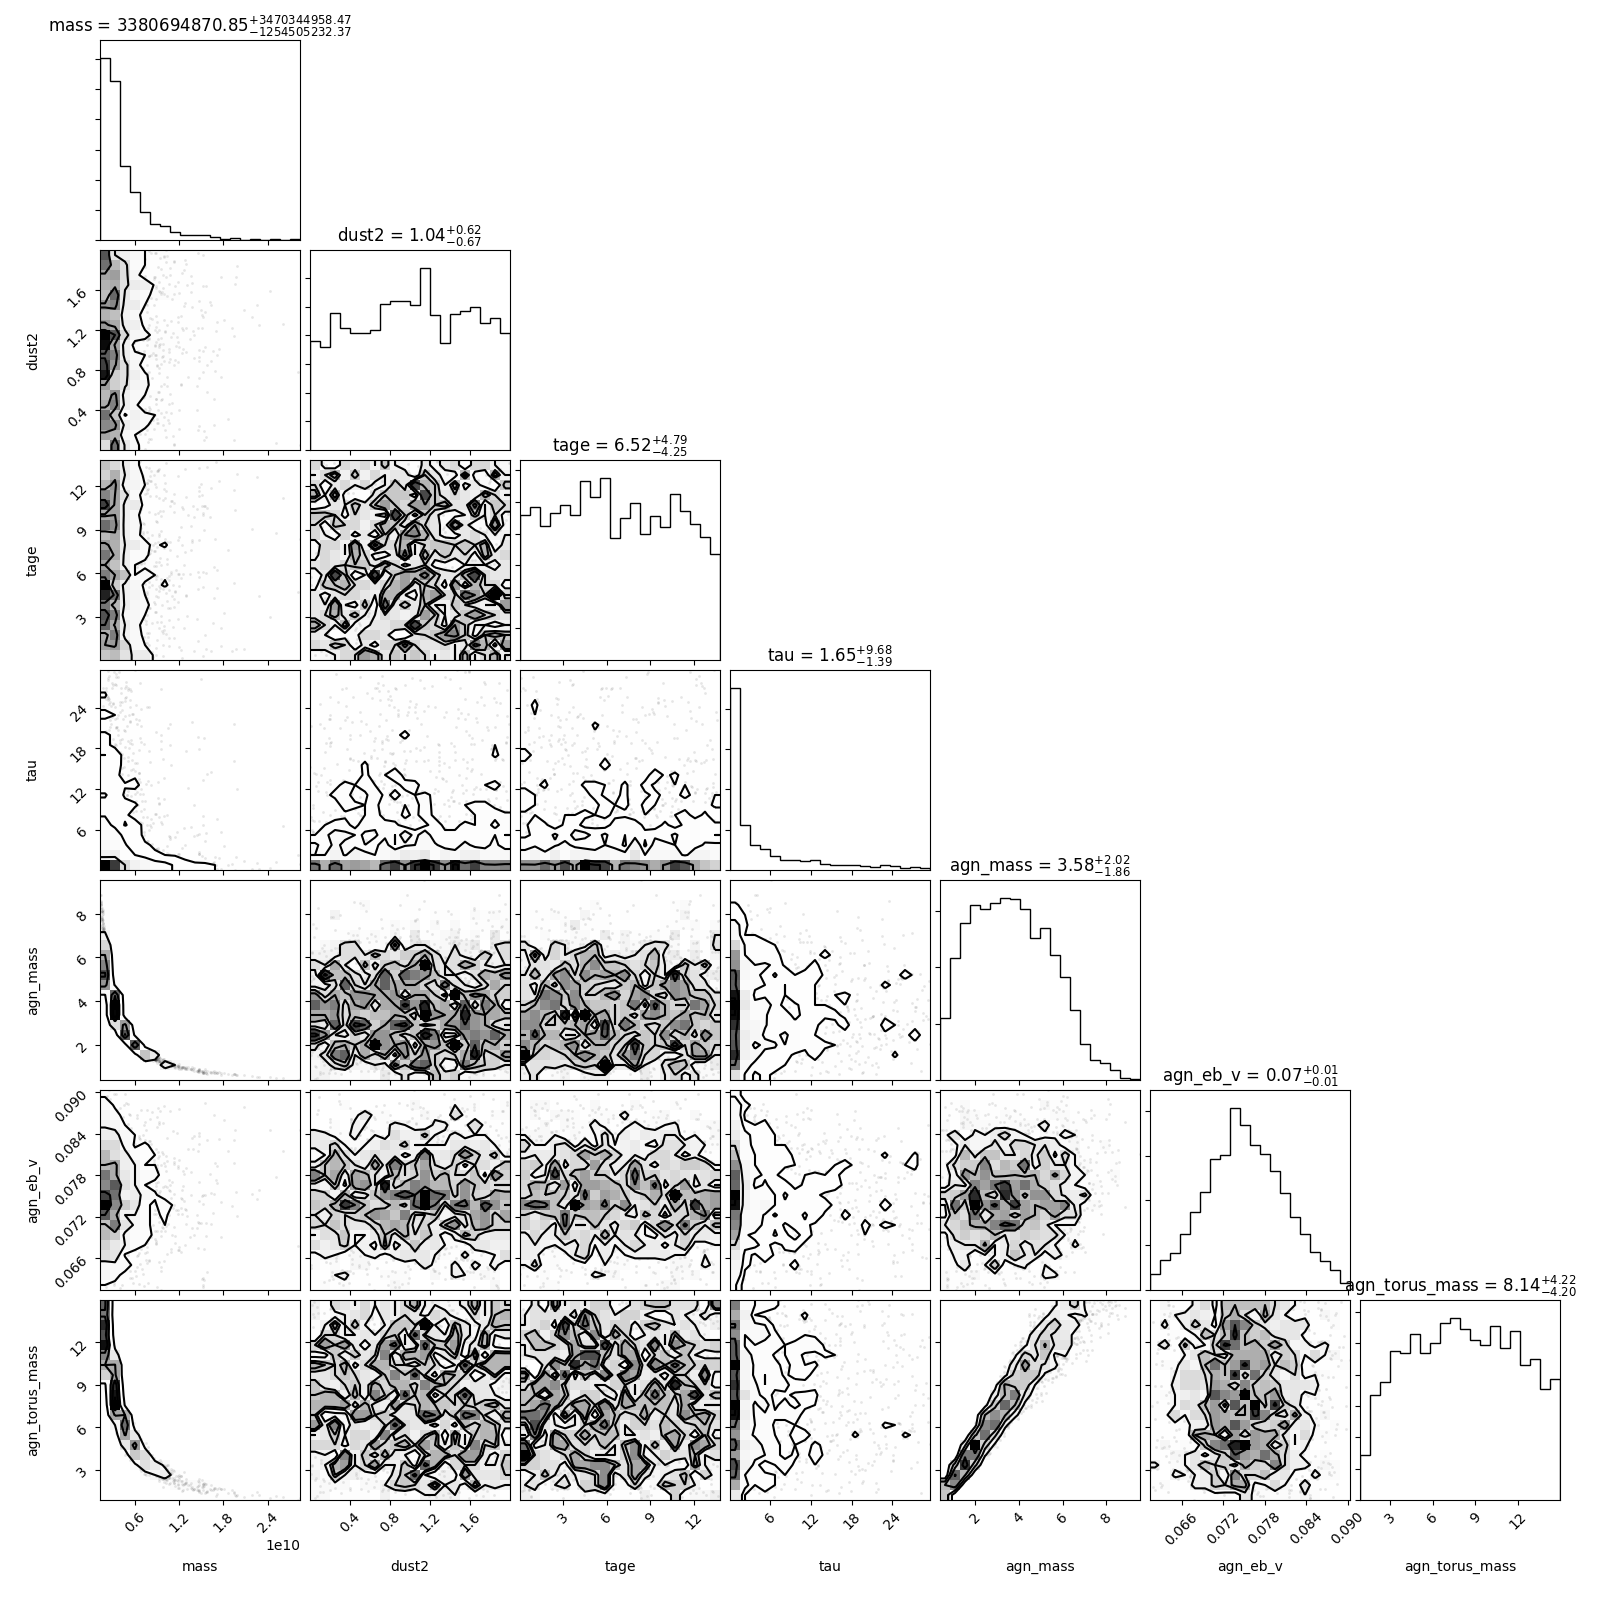 mass = 3380694870.85+3470344958.47 −1254505232.37
dust2 = 1.04+0.62 −0.67
dust2
1.6
1.2
0.8
0.4
tage = 6.52+4.79 −4.25
tage
12
9
6
3
tau = 1.65+9.68 −1.39
tau
24
18
12
6
agn_mass = 3.58+2.02 −1.86
agn_mass
8
6
4
2
agn_eb_v = 0.07+0.01 −0.01
agn_eb_v
0.090
0.084
0.078
0.072
0.066
agn_torus_mass = 8.14+4.22 −4.20
agn_torus_mass
12
9
6
3
0.6 1.2 1.8 2.4 0.4 0.8 1.2 1.6 3 6 9 12 6 12 18 24 2 4 6 8 0.066 0.072 0.078 0.084 0.090 3 6 9 12
1e10
mass dust2 tage tau agn_mass agn_eb_v agn_torus_mass